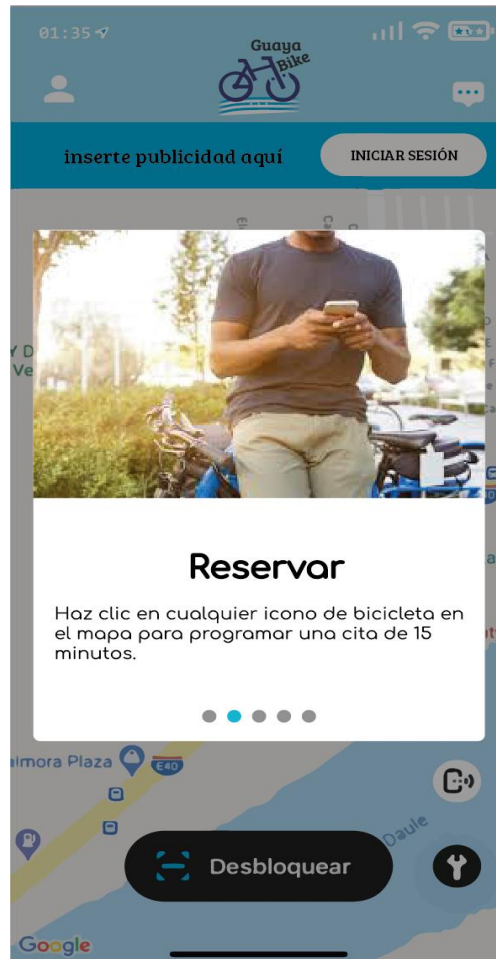 01:35
Guaya
Bike
inserte publicidad aquí
INICIAR SESIÓN
Reservar
Haz clic en cualquier icono de bicicleta en
el mapa para programar una cita de 15
minutos.
almora Plaza
E40
Daule
Desbloquear
Google